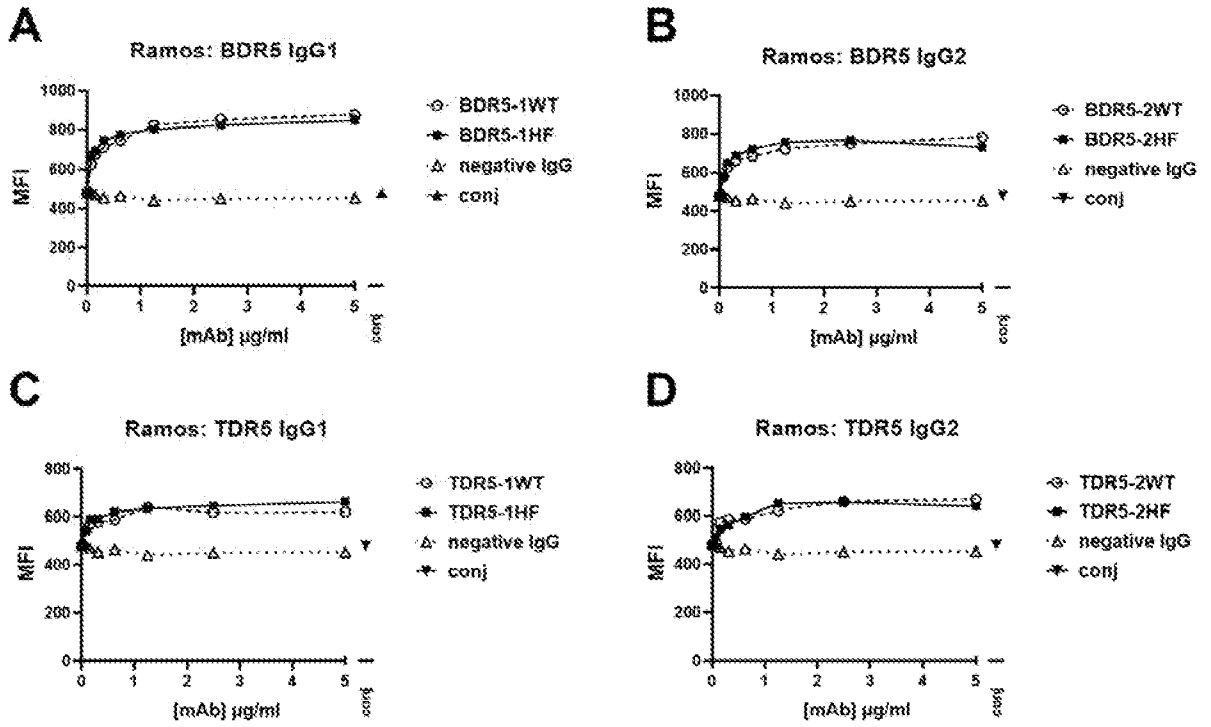 A
Ramos: BDR5 IgG1
1000
800
600
400
200
0
MFI
0 1 2 3 4 5 conj
[mAb] µg/ml
BDR5-1WT
BDR5-1HF
negative IgG
conj
B
Ramos: BDR5 IgG2
1000
800
600
400
200
0
MFI
0 1 2 3 4 5 conj
[mAb] µg/ml
BDR5-2WT
BDR5-2HF
negative IgG
conj
C
Ramos: TDR5 IgG1
800
600
400
200
0
MFI
0 1 2 3 4 5 conj
[mAb] µg/ml
TDR5-1WT
TDR5-1HF
negative IgG
conj
D
Ramos: TDR5 IgG2
800
600
400
200
0
MFI
0 1 2 3 4 5 conj
[mAb] µg/ml
TDR5-2WT
TDR5-2HF
negative IgG
conj